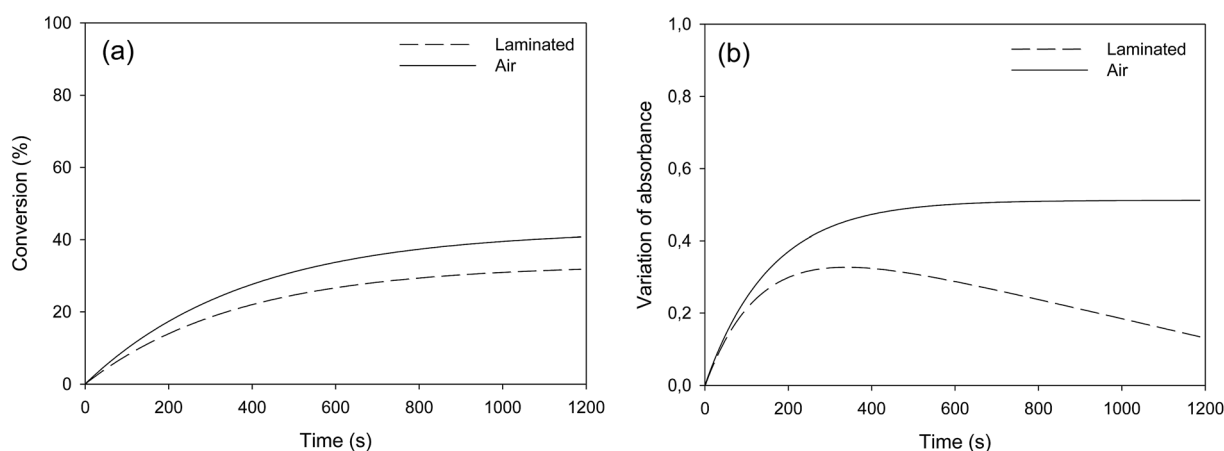 (a)
Laminated
Air
Conversion (%)
100
80
60
40
20
0
0 200 400 600 800 1000 1200
Time (s)
(b)
Laminated
Air
Variation of absorbance
1,0
0,8
0,6
0,4
0,2
0,0
0 200 400 600 800 1000 1200
Time (s)